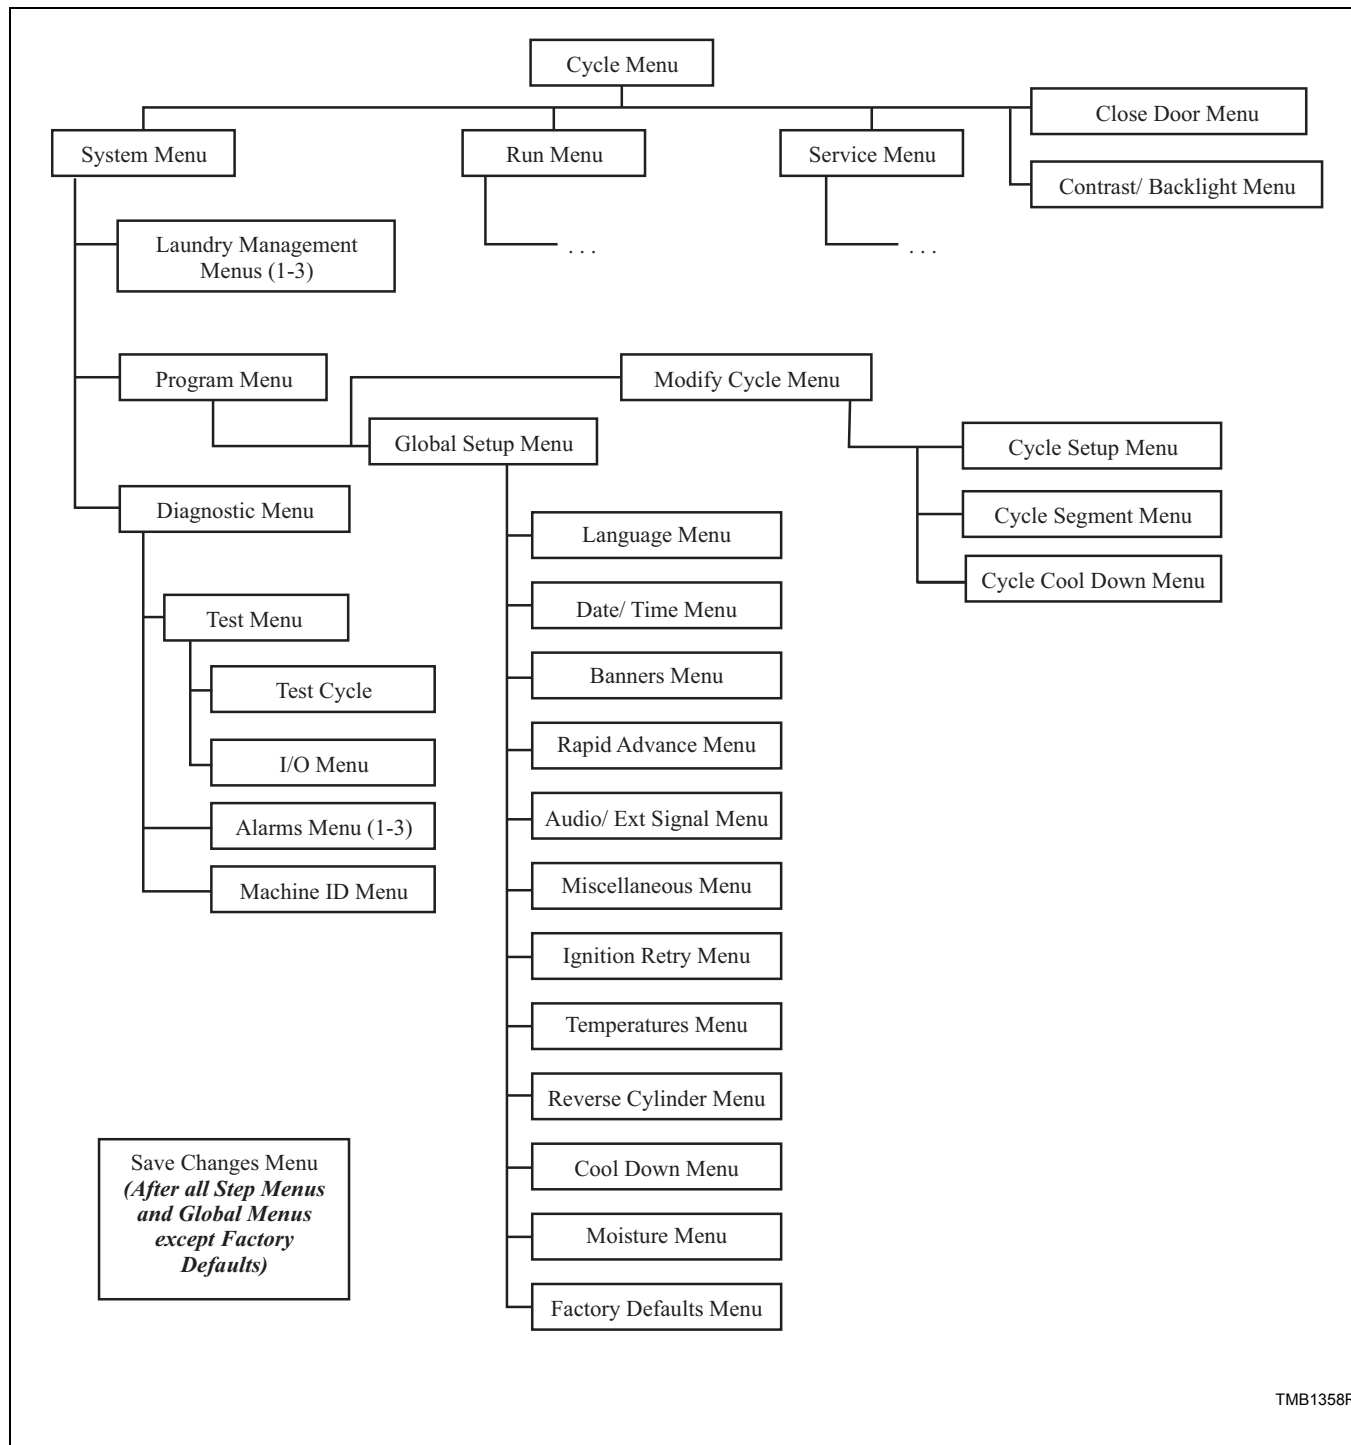 Cycle Menu
Close Door Menu
System Menu
Run Menu
Service Menu
Contrast/ Backlight Menu
. . .
. . .
Laundry Management
Menus (1-3)
Program Menu
Modify Cycle Menu
Global Setup Menu
Cycle Setup Menu
Cycle Segment Menu
Cycle Cool Down Menu
Diagnostic Menu
Language Menu
Date/ Time Menu
Test Menu
Test Cycle
Banners Menu
Rapid Advance Menu
I/O Menu
Audio/ Ext Signal Menu
Alarms Menu (1-3)
Miscellaneous Menu
Machine ID Menu
Ignition Retry Menu
Temperatures Menu
Reverse Cylinder Menu
Cool Down Menu
Moisture Menu
Factory Defaults Menu
Save Changes Menu
(After all Step Menus
and Global Menus
except Factory
Defaults)